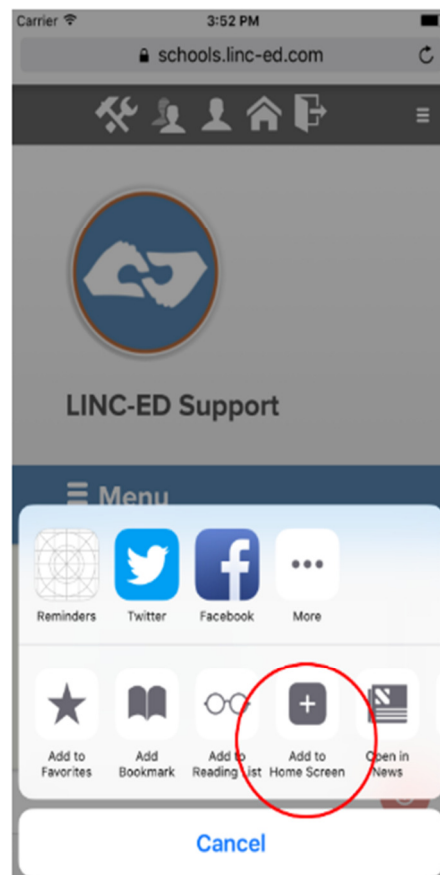 Carrier 3:52 PM
schools.linc-ed.com
LINC-ED Support
Menu
Reminders Twitter Facebook More
Add to Favorites
Add Bookmark
Add to Reading List
Add to Home Screen
Open in News
Cancel